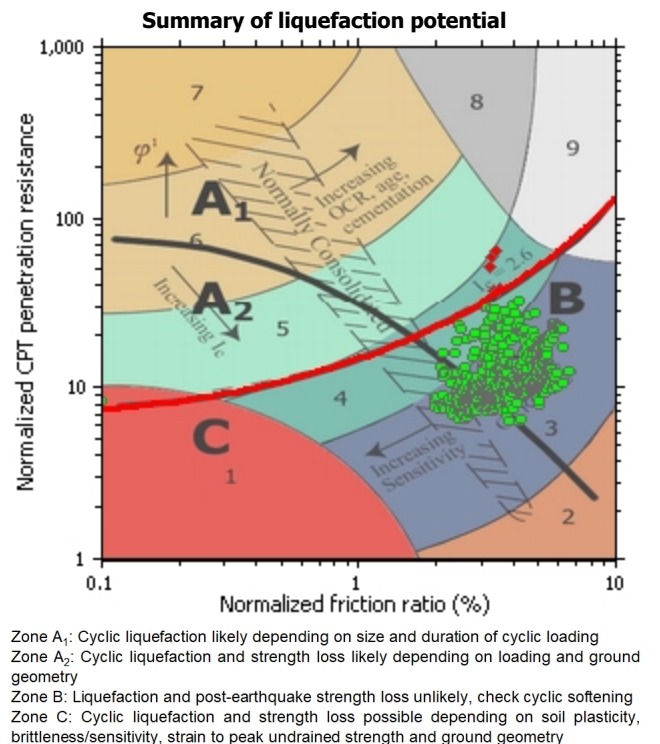 Summary of liquefaction potential
1,000
7
8
9
φ'
Increasing
OCR, age,
cementation
Normally Consolidated
A1
100
6
Ic = 2.6
A2
B
Increasing Ic
5
10
4
C
3
1
Increasing
Sensitivity
2
1
0.1
1
10
Normalized CPT penetration resistance
Normalized friction ratio (%)
Zone A1: Cyclic liquefaction likely depending on size and duration of cyclic loading
Zone A2: Cyclic liquefaction and strength loss likely depending on loading and ground
geometry
Zone B: Liquefaction and post-earthquake strength loss unlikely, check cyclic softening
Zone C: Cyclic liquefaction and strength loss possible depending on soil plasticity,
brittleness/sensitivity, strain to peak undrained strength and ground geometry